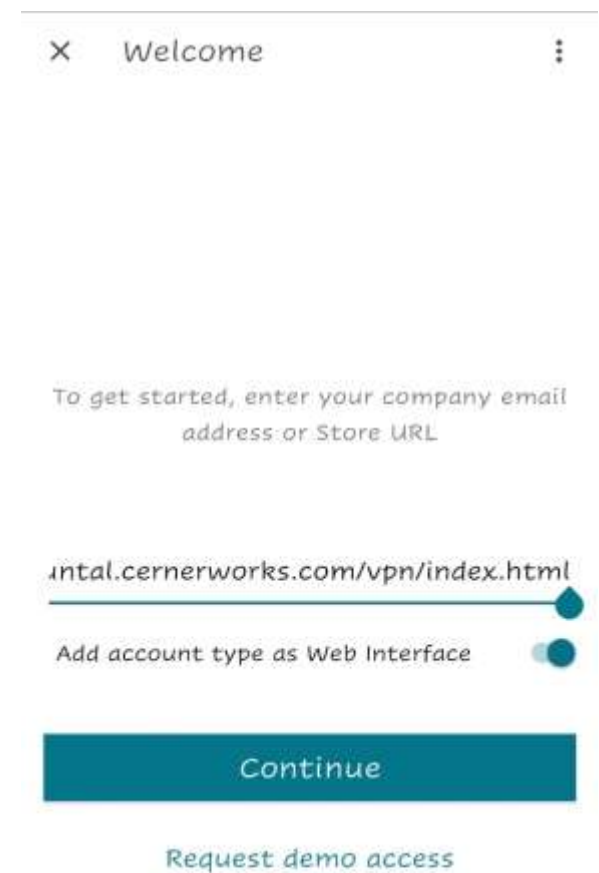 Welcome
To get started, enter your company email
address or Store URL
ıntal.cernerworks.com/vpn/index.html
Add account type as Web Interface
Continue
Request demo access